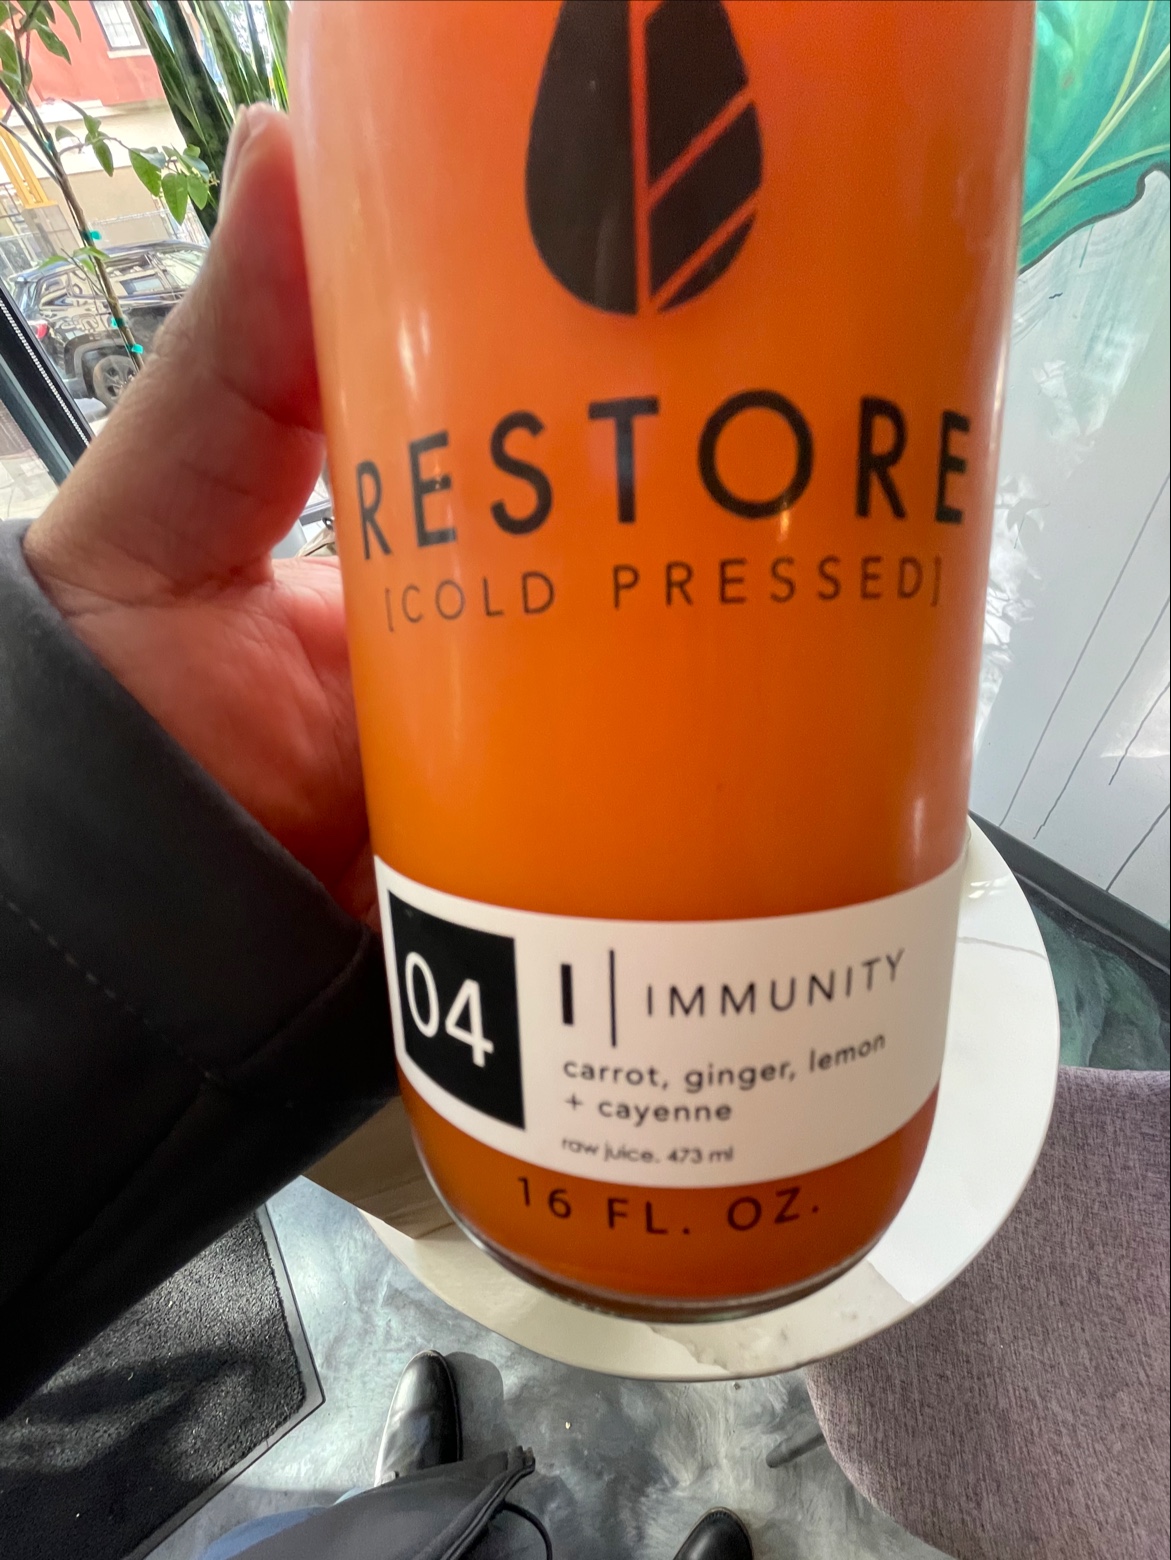 RESTORE
[COLD PRESSED]
04
I | IMMUNITY
carrot, ginger, lemon
+ cayenne
raw juice. 473 ml
16 FL. OZ.